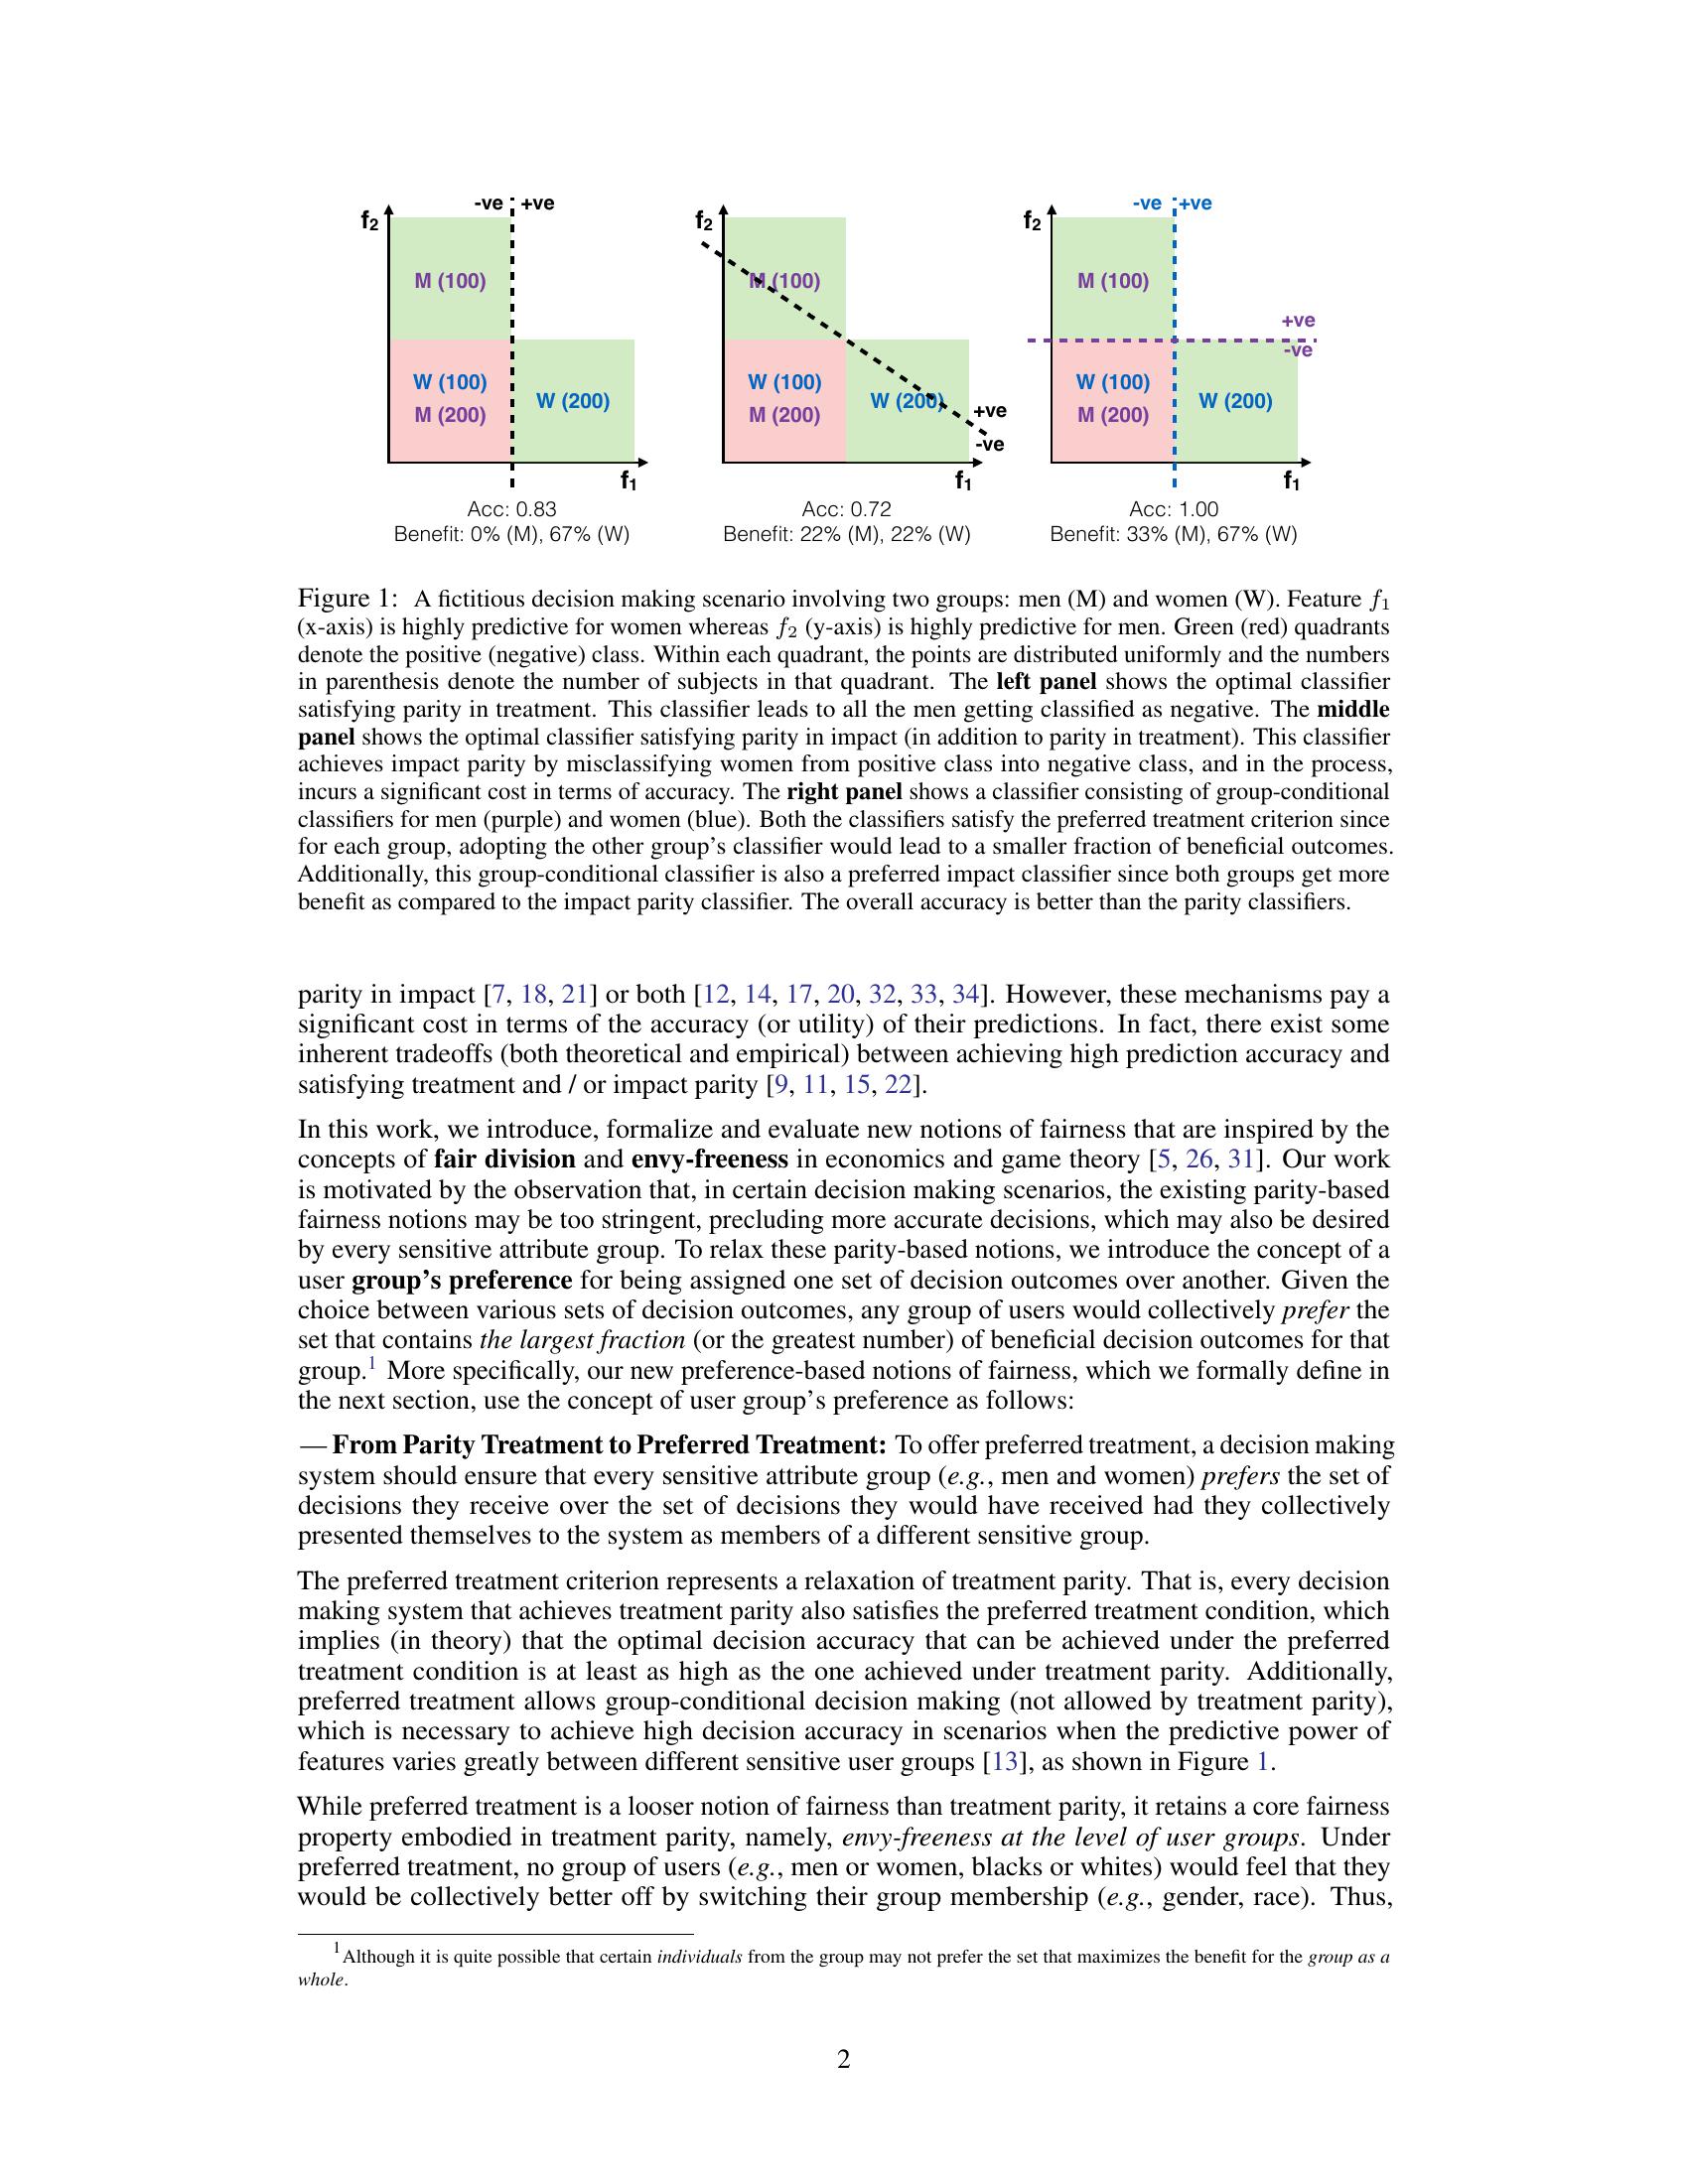 -ve +ve
f2
M (100)
W (100)
M (200)
W (200)
f1
Acc: 0.83
Benefit: 0% (M), 67% (W)
f2
M (100)
W (100)
M (200)
W (200)
+ve
-ve
f1
Acc: 0.72
Benefit: 22% (M), 22% (W)
-ve +ve
f2
M (100)
+ve
-ve
W (100)
M (200)
W (200)
f1
Acc: 1.00
Benefit: 33% (M), 67% (W)
Figure 1: A fictitious decision making scenario involving two groups: men (M) and women (W). Feature f1
(x-axis) is highly predictive for women whereas f2 (y-axis) is highly predictive for men. Green (red) quadrants
denote the positive (negative) class. Within each quadrant, the points are distributed uniformly and the numbers
in parenthesis denote the number of subjects in that quadrant. The left panel shows the optimal classifier
satisfying parity in treatment. This classifier leads to all the men getting classified as negative. The middle
panel shows the optimal classifier satisfying parity in impact (in addition to parity in treatment). This classifier
achieves impact parity by misclassifying women from positive class into negative class, and in the process,
incurs a significant cost in terms of accuracy. The right panel shows a classifier consisting of group-conditional
classifiers for men (purple) and women (blue). Both the classifiers satisfy the preferred treatment criterion since
for each group, adopting the other group's classifier would lead to a smaller fraction of beneficial outcomes.
Additionally, this group-conditional classifier is also a preferred impact classifier since both groups get more
benefit as compared to the impact parity classifier. The overall accuracy is better than the parity classifiers.
parity in impact [7, 18, 21] or both [12, 14, 17, 20, 32, 33, 34]. However, these mechanisms pay a
significant cost in terms of the accuracy (or utility) of their predictions. In fact, there exist some
inherent tradeoffs (both theoretical and empirical) between achieving high prediction accuracy and
satisfying treatment and / or impact parity [9, 11, 15, 22].
In this work, we introduce, formalize and evaluate new notions of fairness that are inspired by the
concepts of fair division and envy-freeness in economics and game theory [5, 26, 31]. Our work
is motivated by the observation that, in certain decision making scenarios, the existing parity-based
fairness notions may be too stringent, precluding more accurate decisions, which may also be desired
by every sensitive attribute group. To relax these parity-based notions, we introduce the concept of a
user group's preference for being assigned one set of decision outcomes over another. Given the
choice between various sets of decision outcomes, any group of users would collectively prefer the
set that contains the largest fraction (or the greatest number) of beneficial decision outcomes for that
group.1 More specifically, our new preference-based notions of fairness, which we formally define in
the next section, use the concept of user group's preference as follows:
— From Parity Treatment to Preferred Treatment: To offer preferred treatment, a decision making
system should ensure that every sensitive attribute group (e.g., men and women) prefers the set of
decisions they receive over the set of decisions they would have received had they collectively
presented themselves to the system as members of a different sensitive group.
The preferred treatment criterion represents a relaxation of treatment parity. That is, every decision
making system that achieves treatment parity also satisfies the preferred treatment condition, which
implies (in theory) that the optimal decision accuracy that can be achieved under the preferred
treatment condition is at least as high as the one achieved under treatment parity. Additionally,
preferred treatment allows group-conditional decision making (not allowed by treatment parity),
which is necessary to achieve high decision accuracy in scenarios when the predictive power of
features varies greatly between different sensitive user groups [13], as shown in Figure 1.
While preferred treatment is a looser notion of fairness than treatment parity, it retains a core fairness
property embodied in treatment parity, namely, envy-freeness at the level of user groups. Under
preferred treatment, no group of users (e.g., men or women, blacks or whites) would feel that they
would be collectively better off by switching their group membership (e.g., gender, race). Thus,
1Although it is quite possible that certain individuals from the group may not prefer the set that maximizes the benefit for the group as a
whole.
2